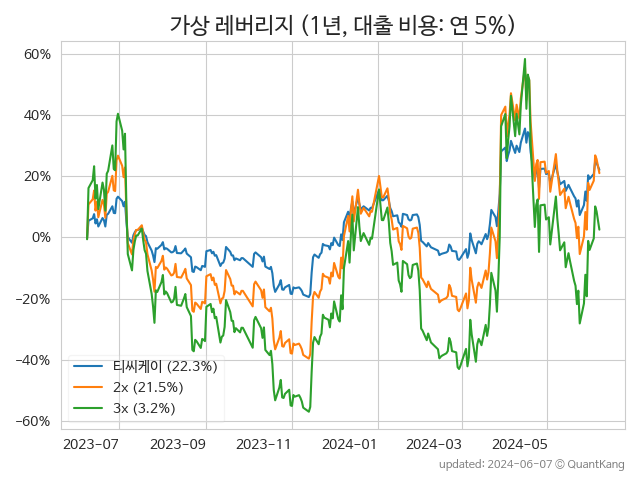 가상 레버리지 (1년, 대출 비용: 연 5%)
60%
40%
20%
0%
−20%
−40%
−60%
티씨케이 (22.3%)
2x (21.5%)
3x (3.2%)
2023-07
2023-09
2023-11
2024-01
2024-03
2024-05
updated: 2024-06-07 © QuantKang